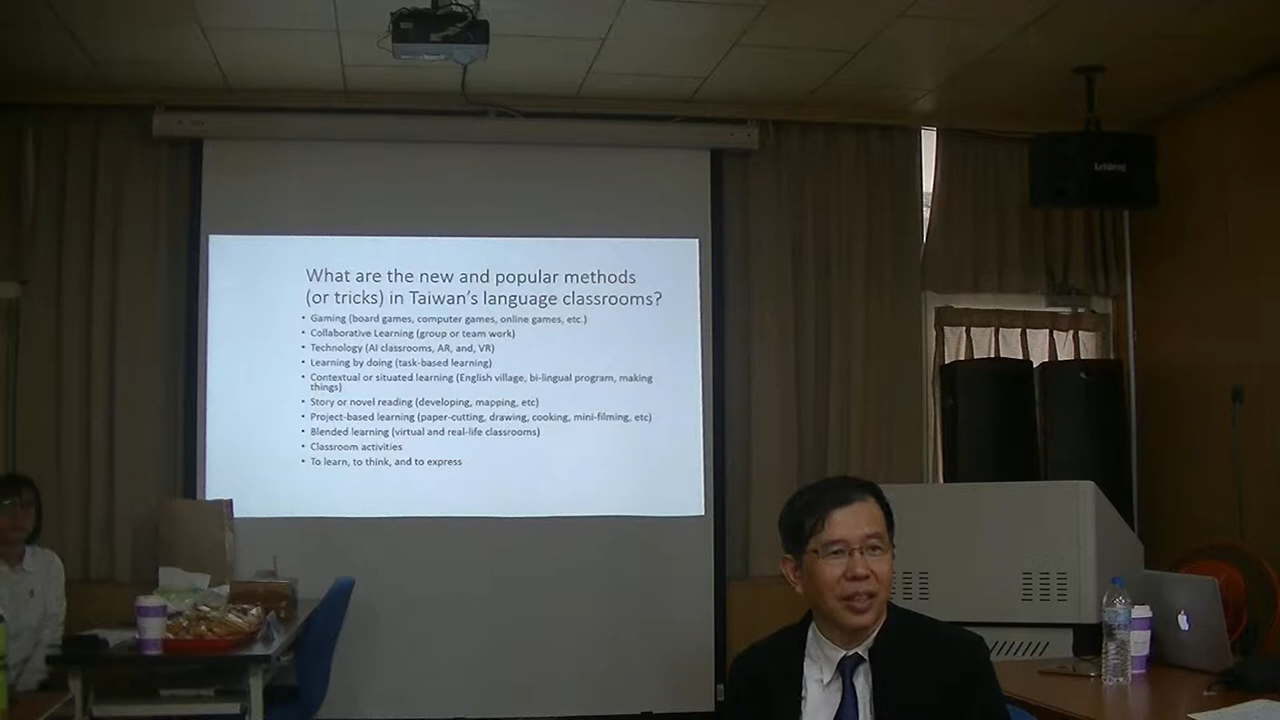 What are the new and popular methods
(or tricks) in Taiwan's language classrooms?
• Gaming (board games, computer games, online games, etc.)
• Collaborative Learning (group or team work)
• Technology (AI classrooms, AR, and, VR)
• Learning by doing (task-based learning)
• Contextual or situated learning (English village, bi-lingual program, making
things)
• Story or novel reading (developing, mapping, etc)
• Project-based learning (paper-cutting, drawing, cooking, mini-filming, etc)
• Blended learning (virtual and real-life classrooms)
• Classroom activities
• To learn, to think, and to express